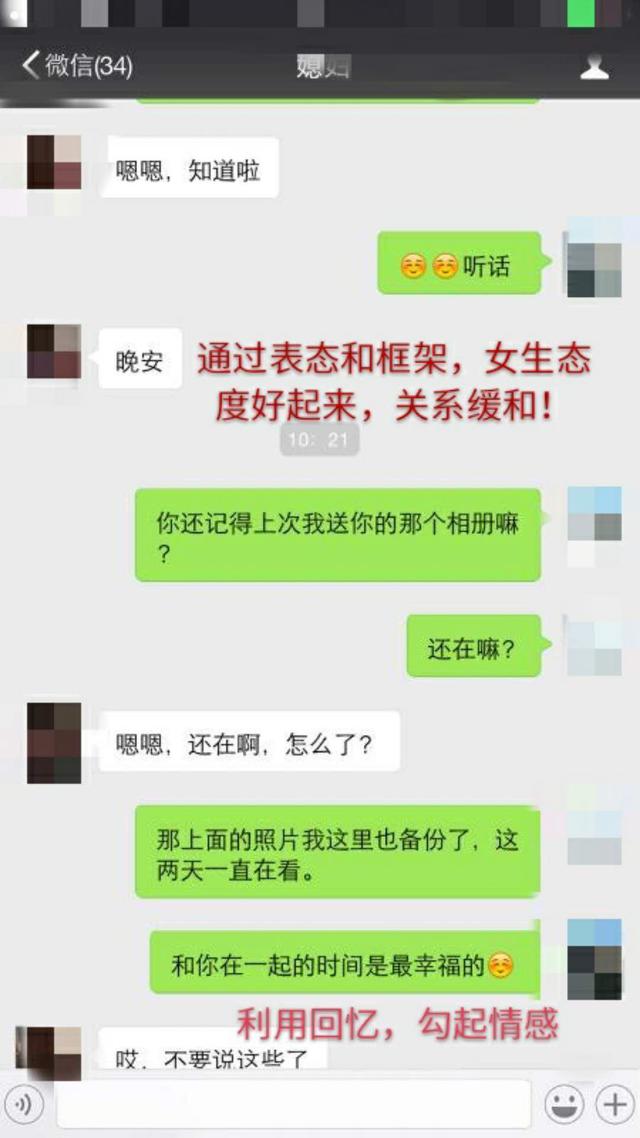 微信(34)
媳妇
嗯嗯，知道啦
听话
晚安
通过表态和框架，女生态
度好起来，关系缓和！
10：21
你还记得上次我送你的那个相册嘛
？
还在嘛？
嗯嗯，还在啊，怎么了？
那上面的照片我这里也备份了，这
两天一直在看。
和你在一起的时间是最幸福的
利用回忆，勾起情感
哎，不要说这些了